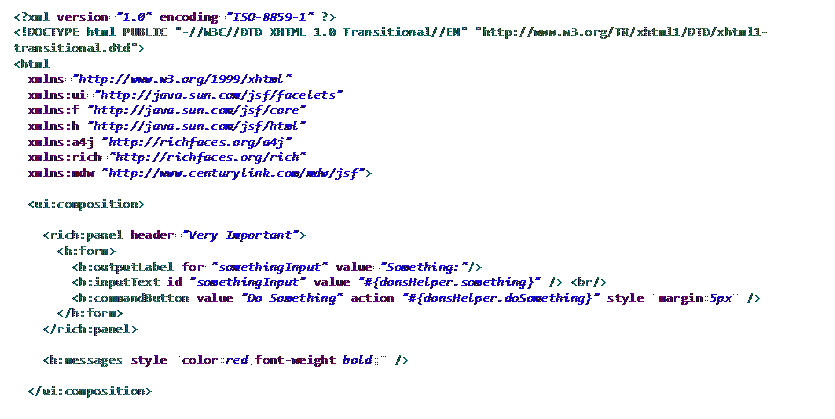 <?xml version="1.0" encoding="ISO-8859-1" ?>
<!DOCTYPE html PUBLIC "-//W3C//DTD XHTML 1.0 Transitional//EN" "http://www.w3.org/TR/xhtml1/DTD/xhtml1-
transitional.dtd">
<html
xmlns="http://www.w3.org/1999/xhtml"
xmlns:ui="http://java.sun.com/jsf/facelets"
xmlns:f="http://java.sun.com/jsf/core"
xmlns:h="http://java.sun.com/jsf/html"
xmlns:a4j="http://richfaces.org/a4j"
xmlns:rich="http://richfaces.org/rich"
xmlns:mdw="http://www.centurylink.com/mdw/jsf">
<ui:composition>
<rich:panel header="Very Important">
<h:form>
<h:outputLabel for="somethingInput" value="Something:"/>
<h:inputText id="somethingInput" value="#{donsHelper.something}" /> <br/>
<h:commandButton value="Do Something" action="#{donsHelper.doSomething}" style="margin:5px" />
</h:form>
</rich:panel>
<h:messages style="color:red;font-weight:bold;" />
</ui:composition>